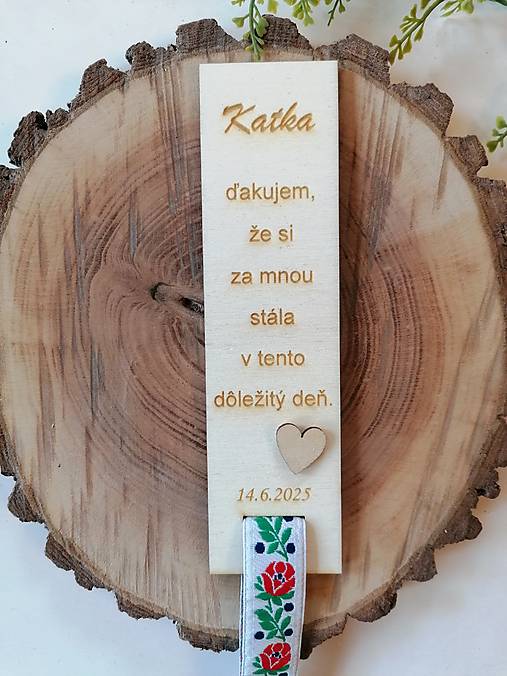 Katka
ďakujem,
že si
za mnou
stála
v tento
dôležitý deň.
14.6.2025